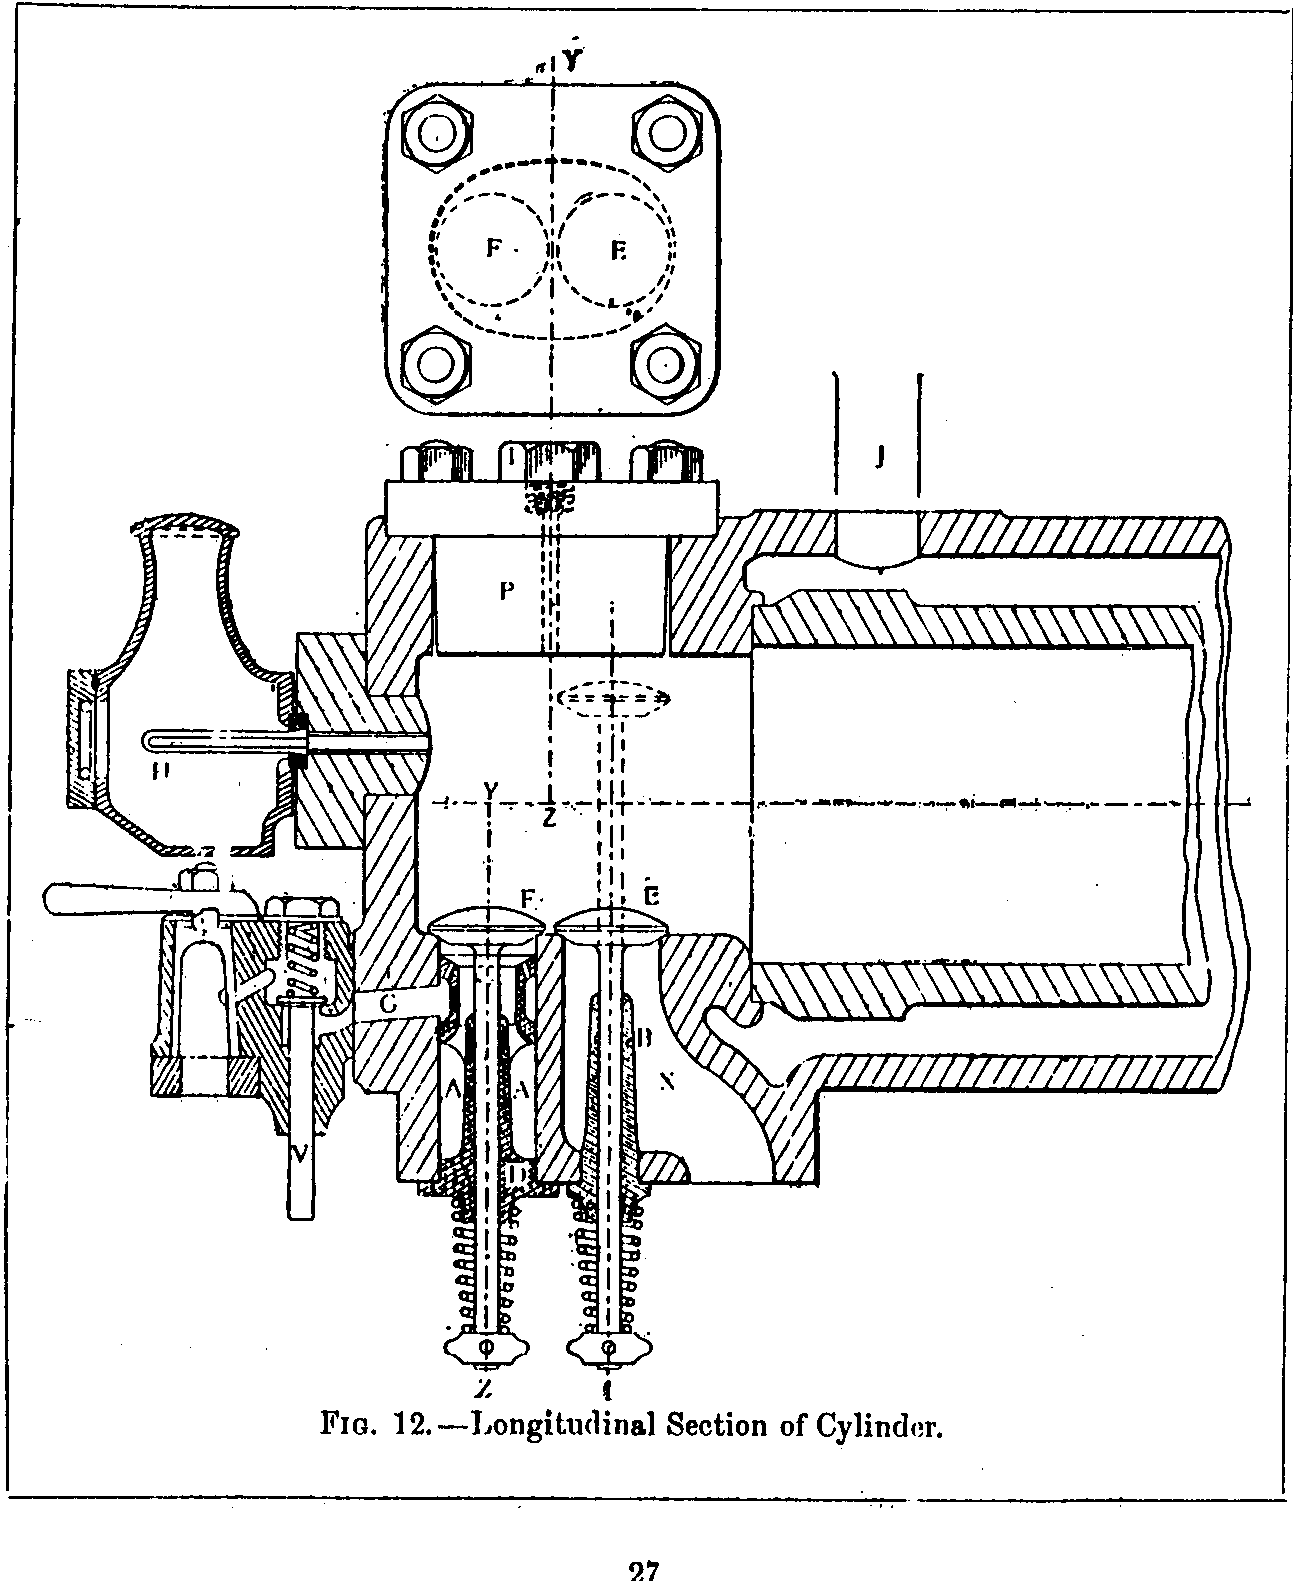 Y
F E
I
J
P
H
Y
Z
F E
G
B
A A
N
D
V
Z
FIG. 12.—Longitudinal Section of Cylinder.
27